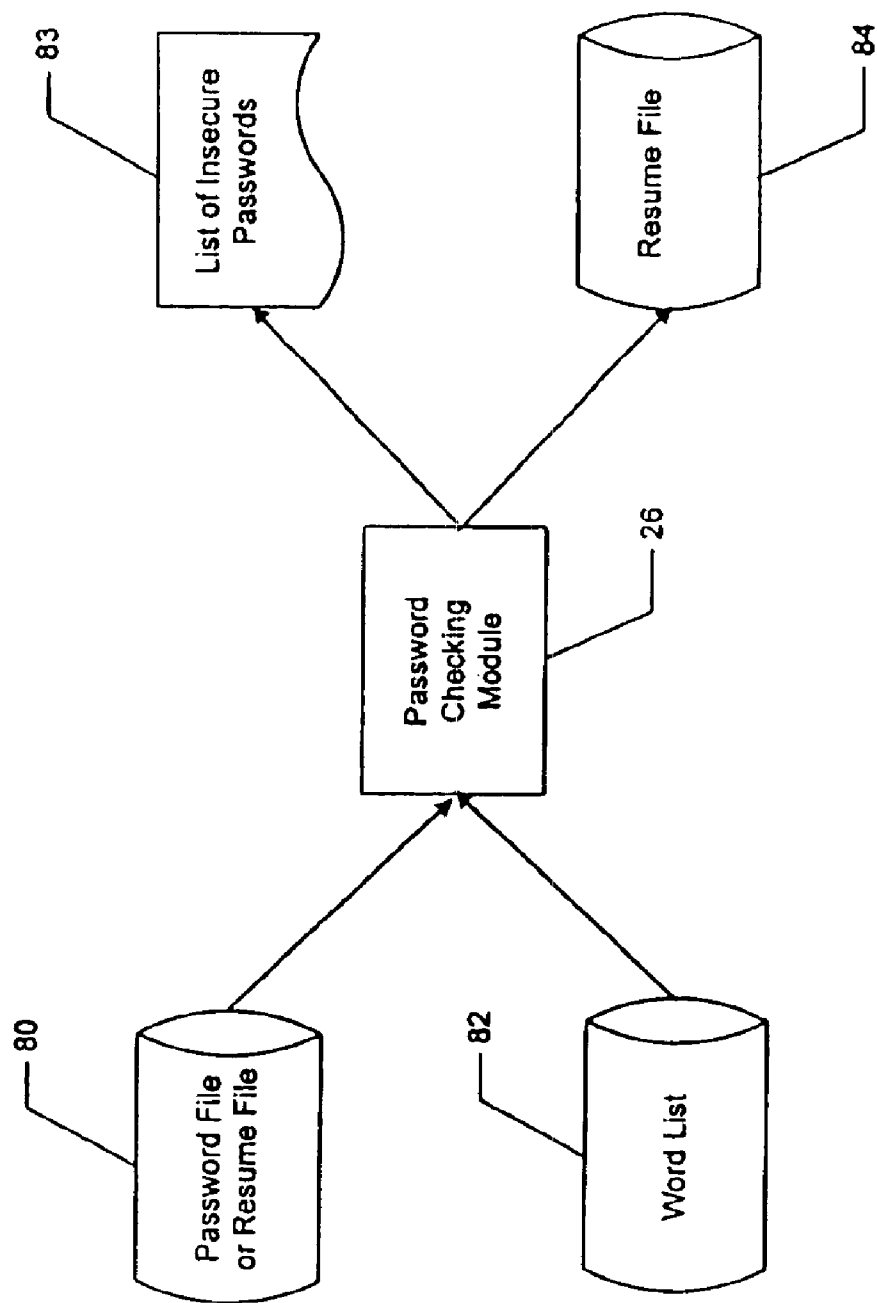 80
Password File
or Resume File
82
Word List
Password
Checking
Module
26
83
List of Insecure
Passwords
Resume File
84